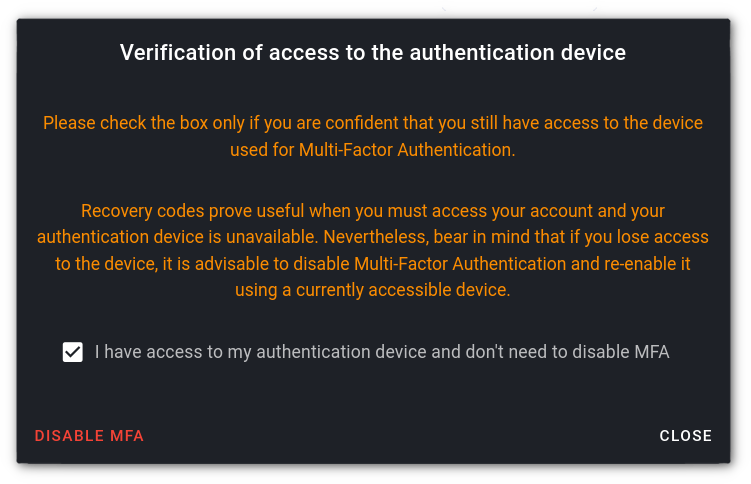 Verification of access to the authentication device
Please check the box only if you are confident that you still have access to the device
used for Multi-Factor Authentication.
Recovery codes prove useful when you must access your account and your
authentication device is unavailable. Nevertheless, bear in mind that if you lose access
to the device, it is advisable to disable Multi-Factor Authentication and re-enable it
using a currently accessible device.
I have access to my authentication device and don't need to disable MFA
DISABLE MFA
CLOSE